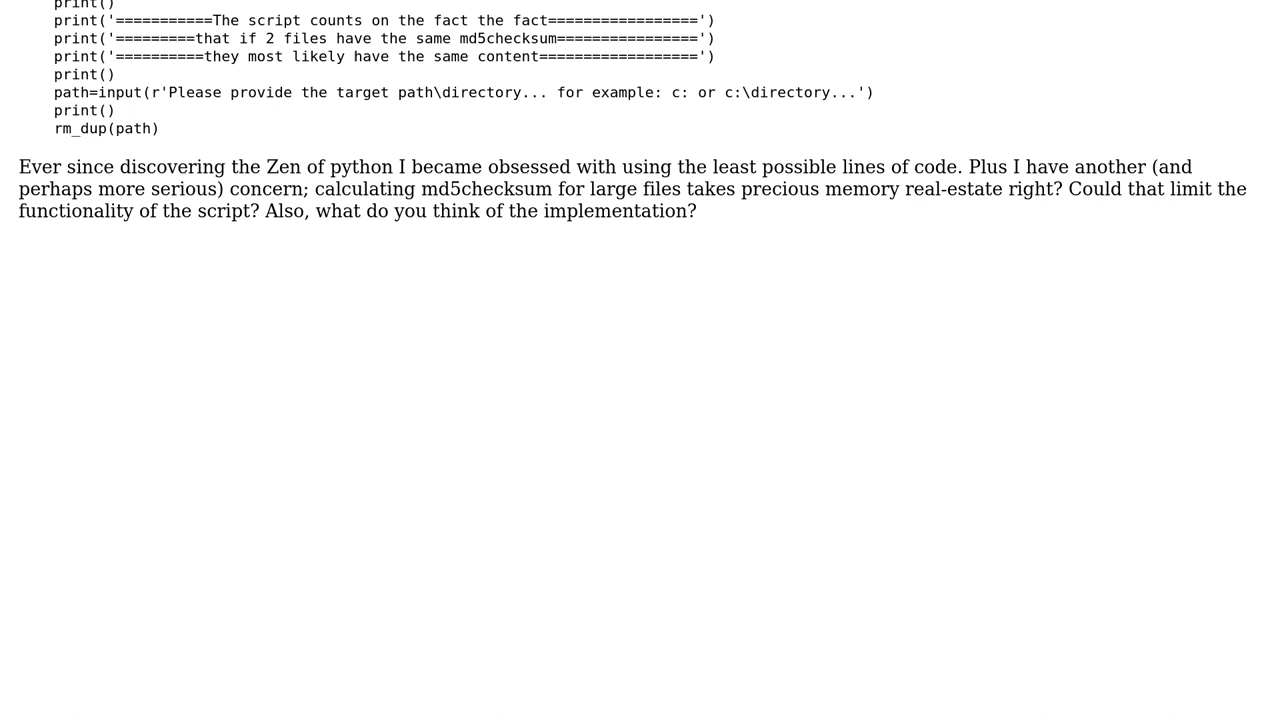 print()
print('===========The script counts on the fact the fact=================')
print('=========that if 2 files have the same md5checksum================')
print('==========they most likely have the same content==================')
print()
path=input(r'Please provide the target path\directory... for example: c: or c:\directory...')
print()
rm_dup(path)
Ever since discovering the Zen of python I became obsessed with using the least possible lines of code. Plus I have another (and
perhaps more serious) concern; calculating md5checksum for large files takes precious memory real-estate right? Could that limit the
functionality of the script? Also, what do you think of the implementation?